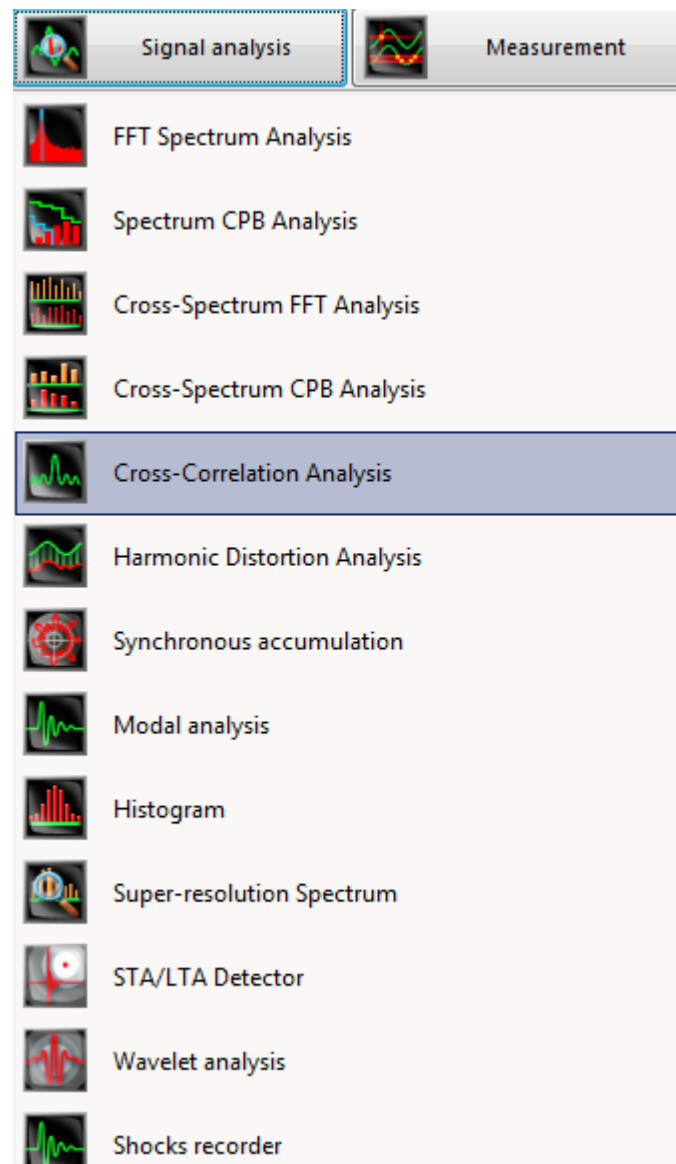 Signal analysis
Measurement
FFT Spectrum Analysis
Spectrum CPB Analysis
Cross-Spectrum FFT Analysis
Cross-Spectrum CPB Analysis
Cross-Correlation Analysis
Harmonic Distortion Analysis
Synchronous accumulation
Modal analysis
Histogram
Super-resolution Spectrum
STA/LTA Detector
Wavelet analysis
Shocks recorder